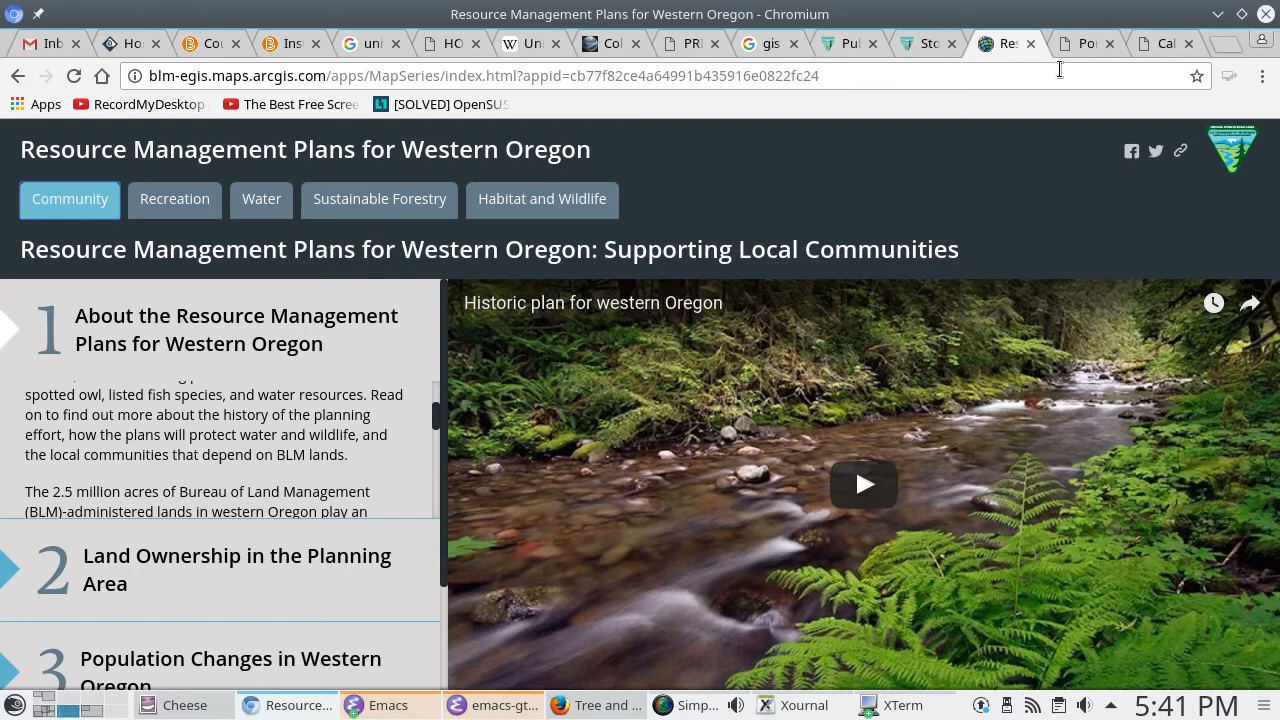 Resource Management Plans for Western Oregon - Chromium
Inb Ho Cou Ins uni HO Un Co PRI gis Pul Sto Res Por Cal
blm-egis.maps.arcgis.com/apps/MapSeries/index.html?appid=cb77f82ce4a64991b435916e0822fc24
Apps RecordMyDesktop The Best Free Scree [SOLVED] OpenSUS
Resource Management Plans for Western Oregon
Community Recreation Water Sustainable Forestry Habitat and Wildlife
Resource Management Plans for Western Oregon: Supporting Local Communities
Historic plan for western Oregon
1 About the Resource Management
Plans for Western Oregon
spotted owl, listed fish species, and water resources. Read
on to find out more about the history of the planning
effort, how the plans will protect water and wildlife, and
the local communities that depend on BLM lands.
The 2.5 million acres of Bureau of Land Management
(BLM)-administered lands in western Oregon play an
2 Land Ownership in the Planning
Area
3 Population Changes in Western
Oregon
Cheese Resource... Emacs emacs-gt... Tree and ... Simp... Xournal XTerm 5:41 PM